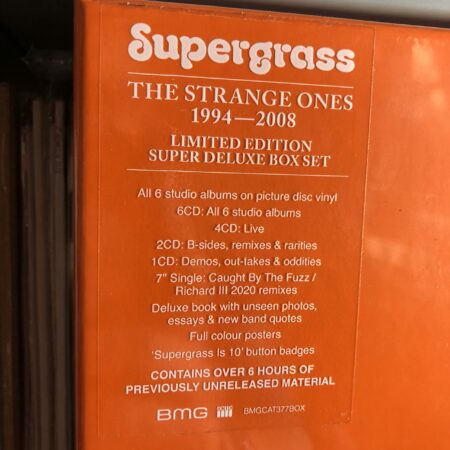 Supergrass
THE STRANGE ONES
1994—2008
LIMITED EDITION
SUPER DELUXE BOX SET
All 6 studio albums on picture disc vinyl
6CD: All 6 studio albums
4CD: Live
2CD: B-sides, remixes & rarities
1CD: Demos, out-takes & oddities
7" Single: Caught By The Fuzz /
Richard III 2020 remixes
Deluxe book with unseen photos,
essays & new band quotes
Full colour posters
'Supergrass Is 10' button badges
CONTAINS OVER 6 HOURS OF
PREVIOUSLY UNRELEASED MATERIAL
BMG BMGCAT377BOX